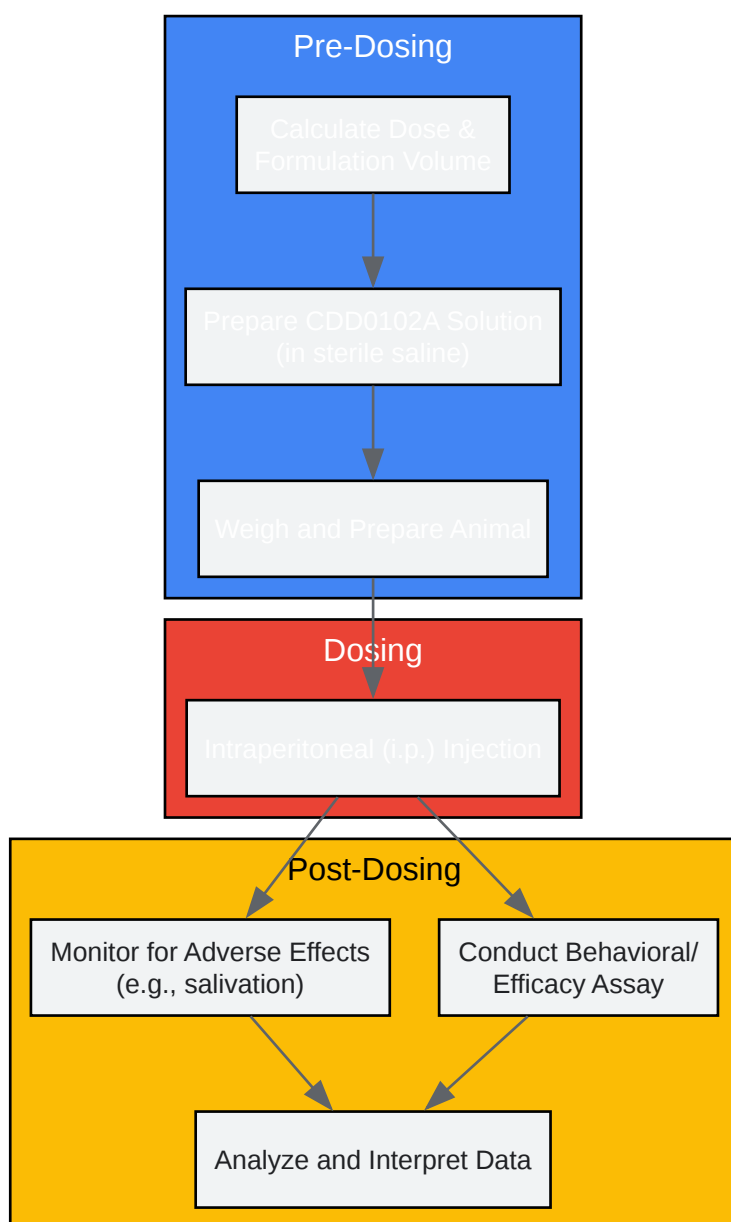 Pre-Dosing
Calculate Dose &
Formulation Volume
Prepare CDD0102A Solution
(in sterile saline)
Weigh and Prepare Animal
Dosing
Intraperitoneal (i.p.) Injection
Post-Dosing
Monitor for Adverse Effects
(e.g., salivation)
Conduct Behavioral/
Efficacy Assay
Analyze and Interpret Data